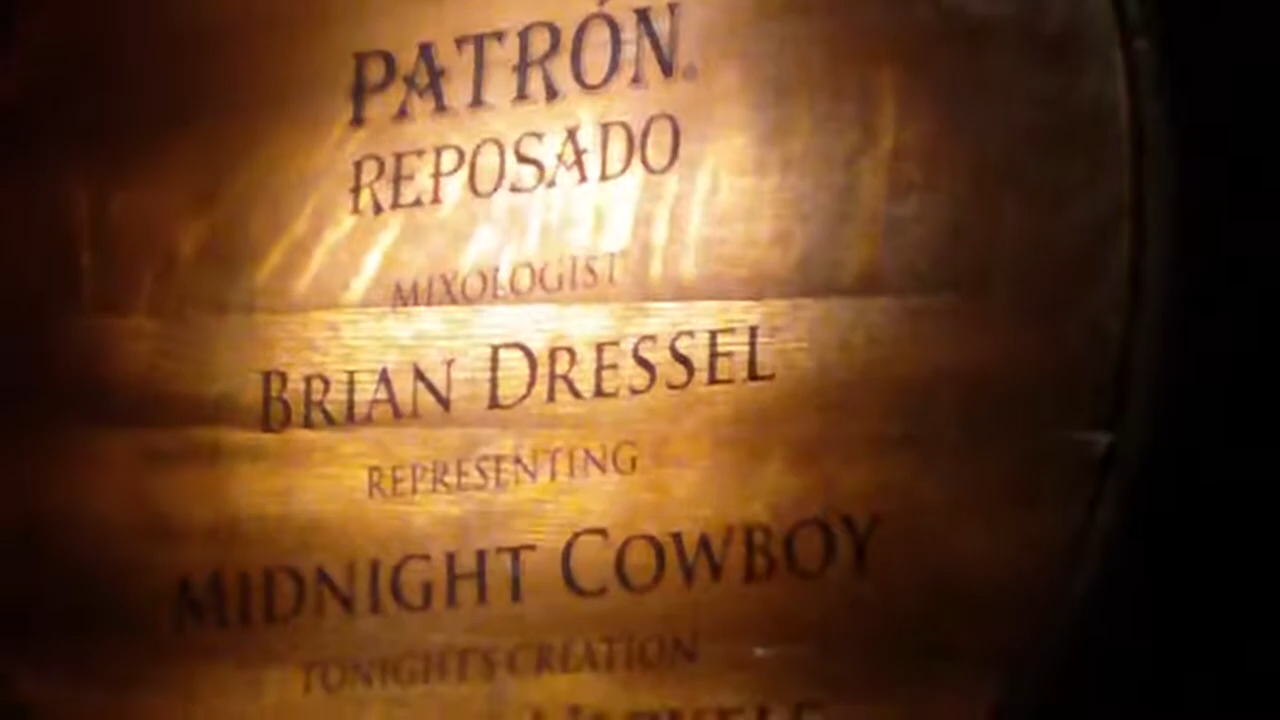 PATRÓN
REPOSADO
MIXOLOGIST
BRIAN DRESSEL
REPRESENTING
MIDNIGHT COWBOY
TONIGHT'S CREATION